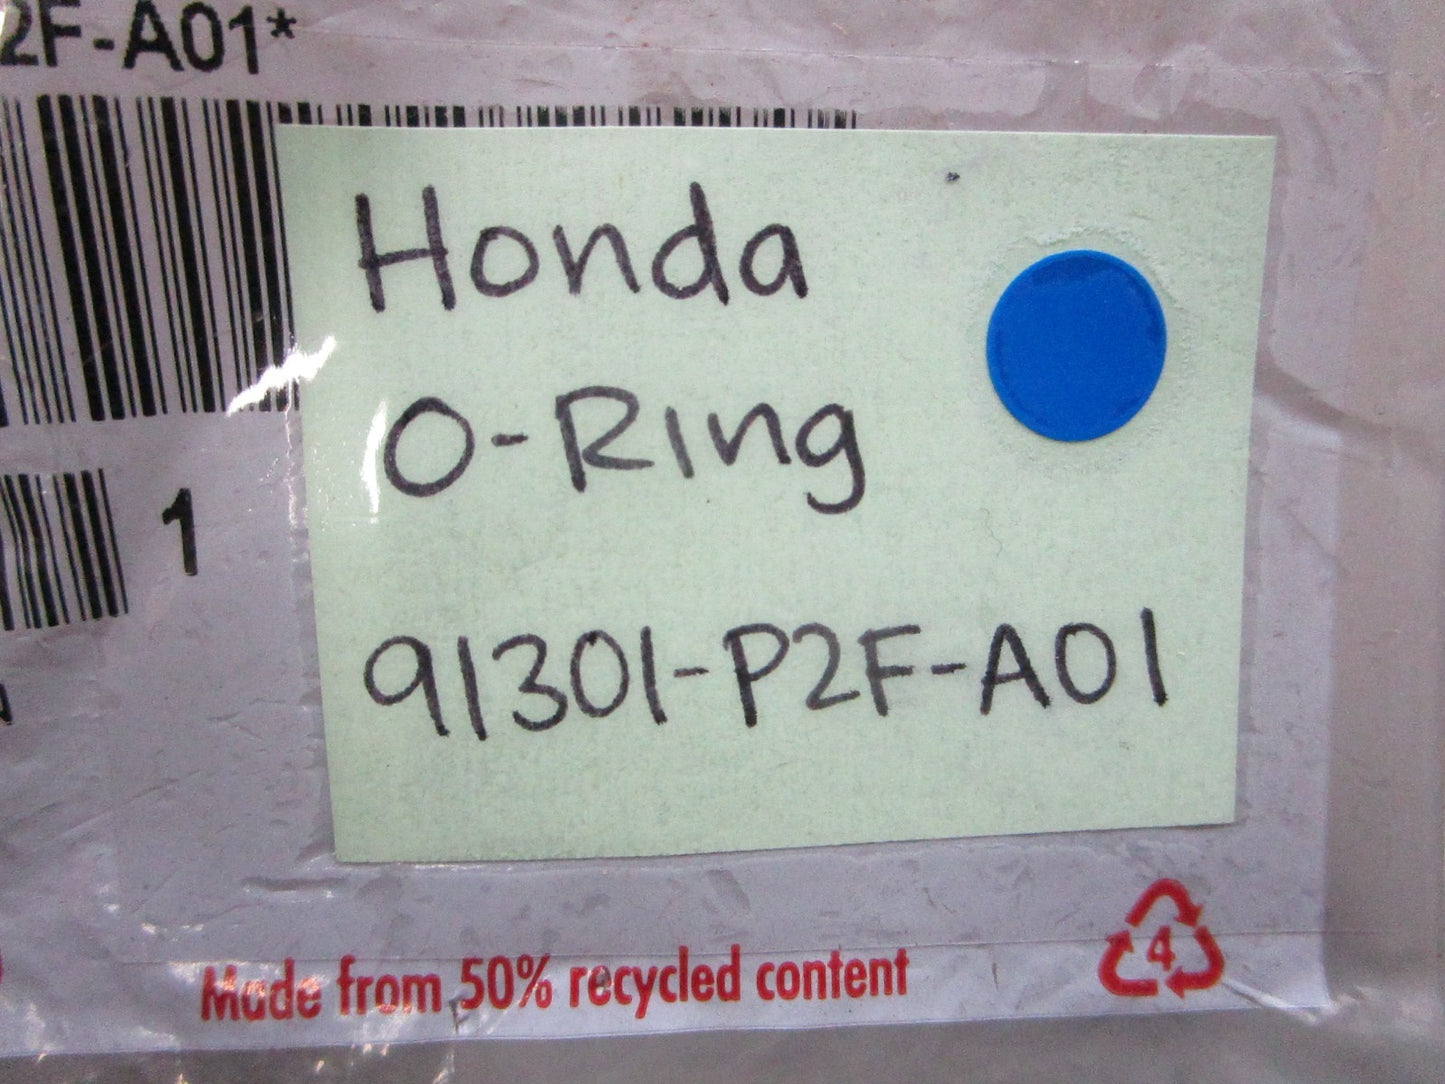 2F-A01*
Honda
O-Ring
1
91301-P2F-A01
Made from 50% recycled content
4